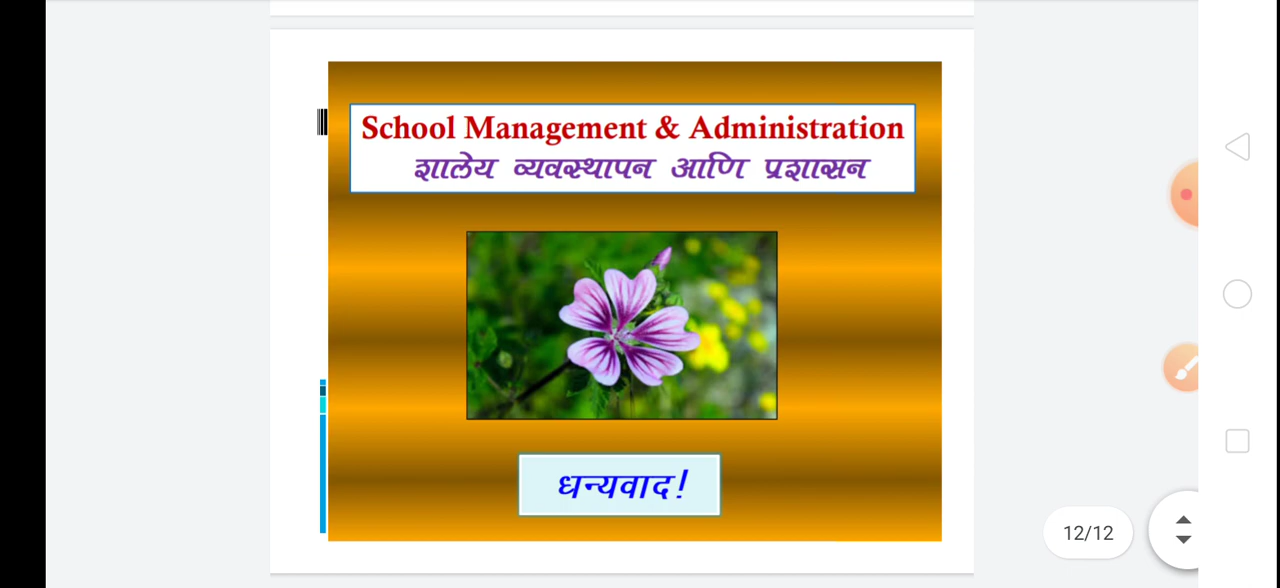 School Management & Administration
शालेय व्यवस्थापन आणि प्रशासन
धन्यवाद!
12/12